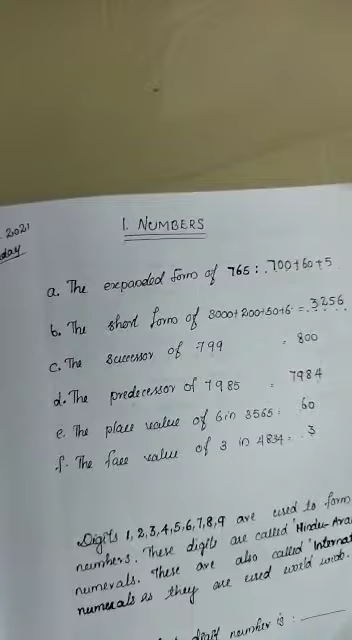 2021
day
1. NUMBERS
a. The expanded form of 765 : 700+60+5
b. The short form of 3000+200+50+6 = 3256
c. The successor of 799 = 800
d. The predecessor of 7985 = 7984
e. The place value of 6 in 3565 = 60
f. The face value of 3 in 4834 = 3
Digits 1,2,3,4,5,6,7,8,9 are used to form
numbers. These digits are called 'Hindu-Ara
numerals. These are also called 'Internat
numerals as they are used world wide.
digit number is :